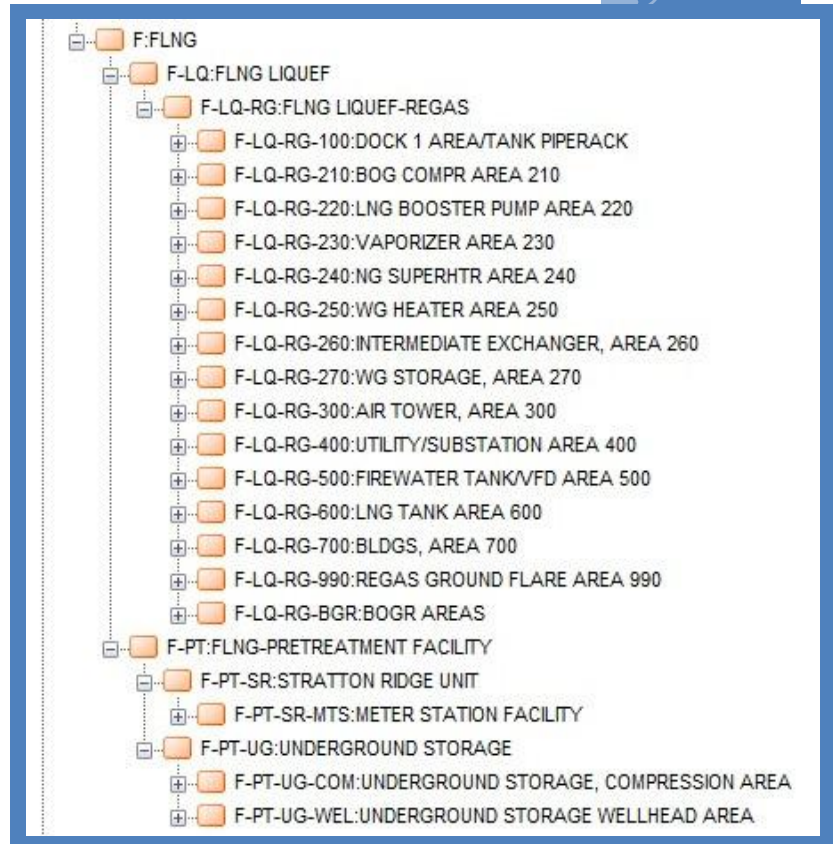 F:FLNG
F-LQ:FLNG LIQUEF
F-LQ-RG:FLNG LIQUEF-REGAS
F-LQ-RG-100:DOCK 1 AREA/TANK PIPERACK
F-LQ-RG-210:BOG COMPR AREA 210
F-LQ-RG-220:LNG BOOSTER PUMP AREA 220
F-LQ-RG-230:VAPORIZER AREA 230
F-LQ-RG-240:NG SUPERHTR AREA 240
F-LQ-RG-250:WG HEATER AREA 250
F-LQ-RG-260:INTERMEDIATE EXCHANGER, AREA 260
F-LQ-RG-270:WG STORAGE, AREA 270
F-LQ-RG-300:AIR TOWER, AREA 300
F-LQ-RG-400:UTILITY/SUBSTATION AREA 400
F-LQ-RG-500:FIREWATER TANK/VFD AREA 500
F-LQ-RG-600:LNG TANK AREA 600
F-LQ-RG-700:BLDGS, AREA 700
F-LQ-RG-990:REGAS GROUND FLARE AREA 990
F-LQ-RG-BGR:BOGR AREAS
F-PT:FLNG-PRETREATMENT FACILITY
F-PT-SR:STRATTON RIDGE UNIT
F-PT-SR-MTS:METER STATION FACILITY
F-PT-UG:UNDERGROUND STORAGE
F-PT-UG-COM:UNDERGROUND STORAGE, COMPRESSION AREA
F-PT-UG-WEL:UNDERGROUND STORAGE WELLHEAD AREA